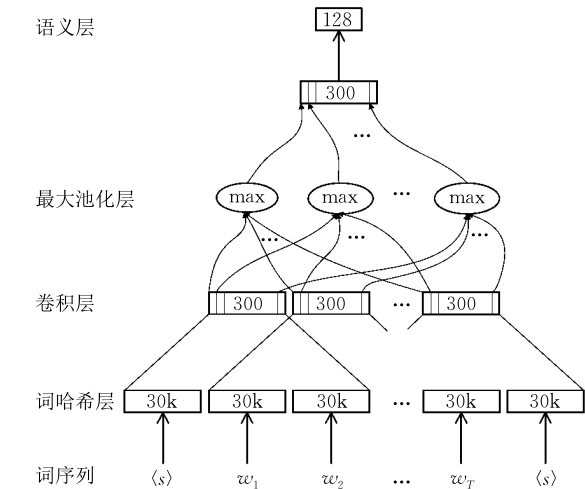 语义层 128
300
...
最大池化层 max max ... max
... ... ...
卷积层 300 300 ... 300
词哈希层 30k 30k 30k ... 30k 30k
词序列 ⟨s⟩ w₁ w₂ ... w_T ⟨s⟩